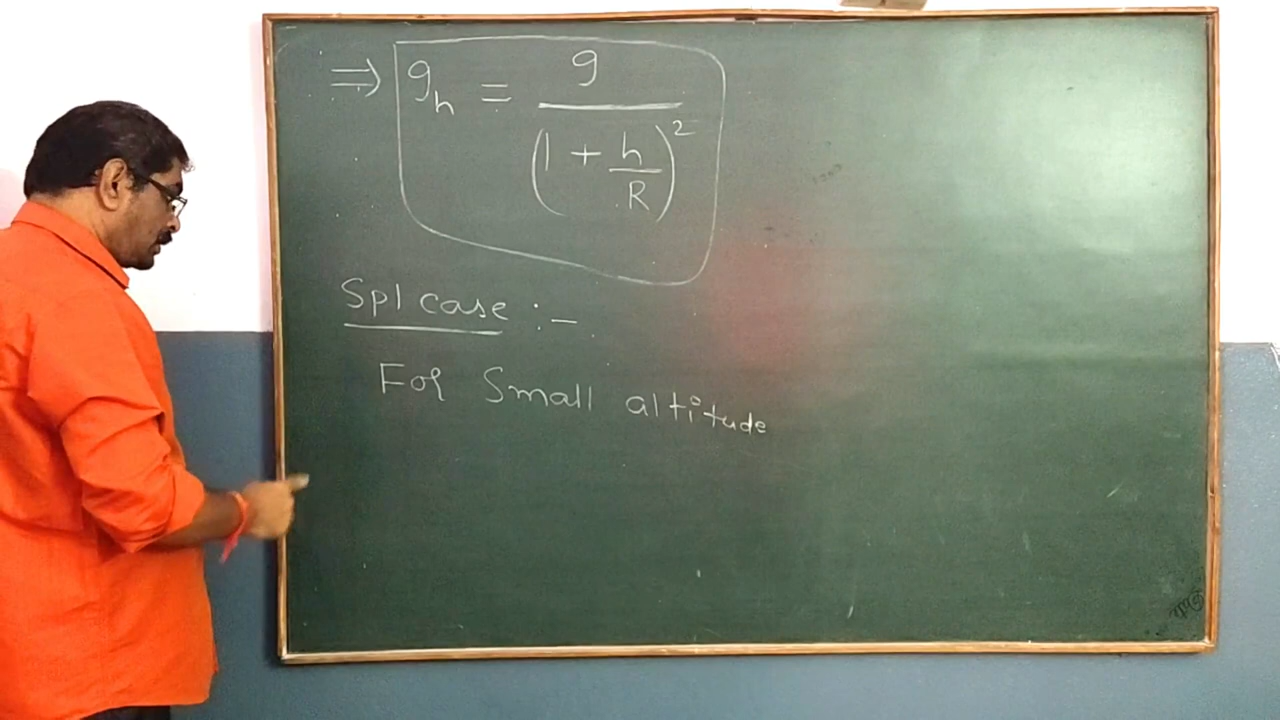 ⇒ g_h = g / (1 + h/R)^2
Spl case :-
For Small altitude